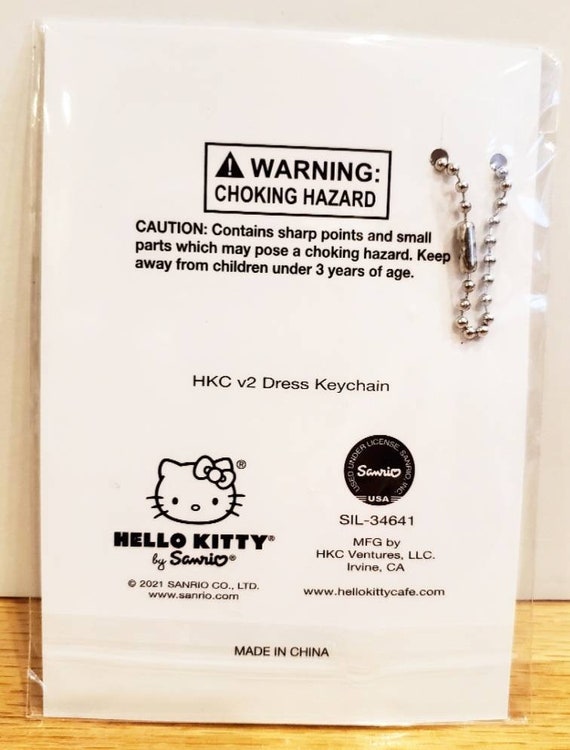 WARNING:
CHOKING HAZARD
CAUTION: Contains sharp points and small
parts which may pose a choking hazard. Keep
away from children under 3 years of age.
HKC v2 Dress Keychain
®
HELLO KITTY®
by Sanrio®
© 2021 SANRIO CO., LTD.
www.sanrio.com
USED UNDER LICENSE SANRIO INC.
Sanrio
USA
SIL-34641
MFG by
HKC Ventures, LLC.
Irvine, CA
www.hellokittycafe.com
MADE IN CHINA